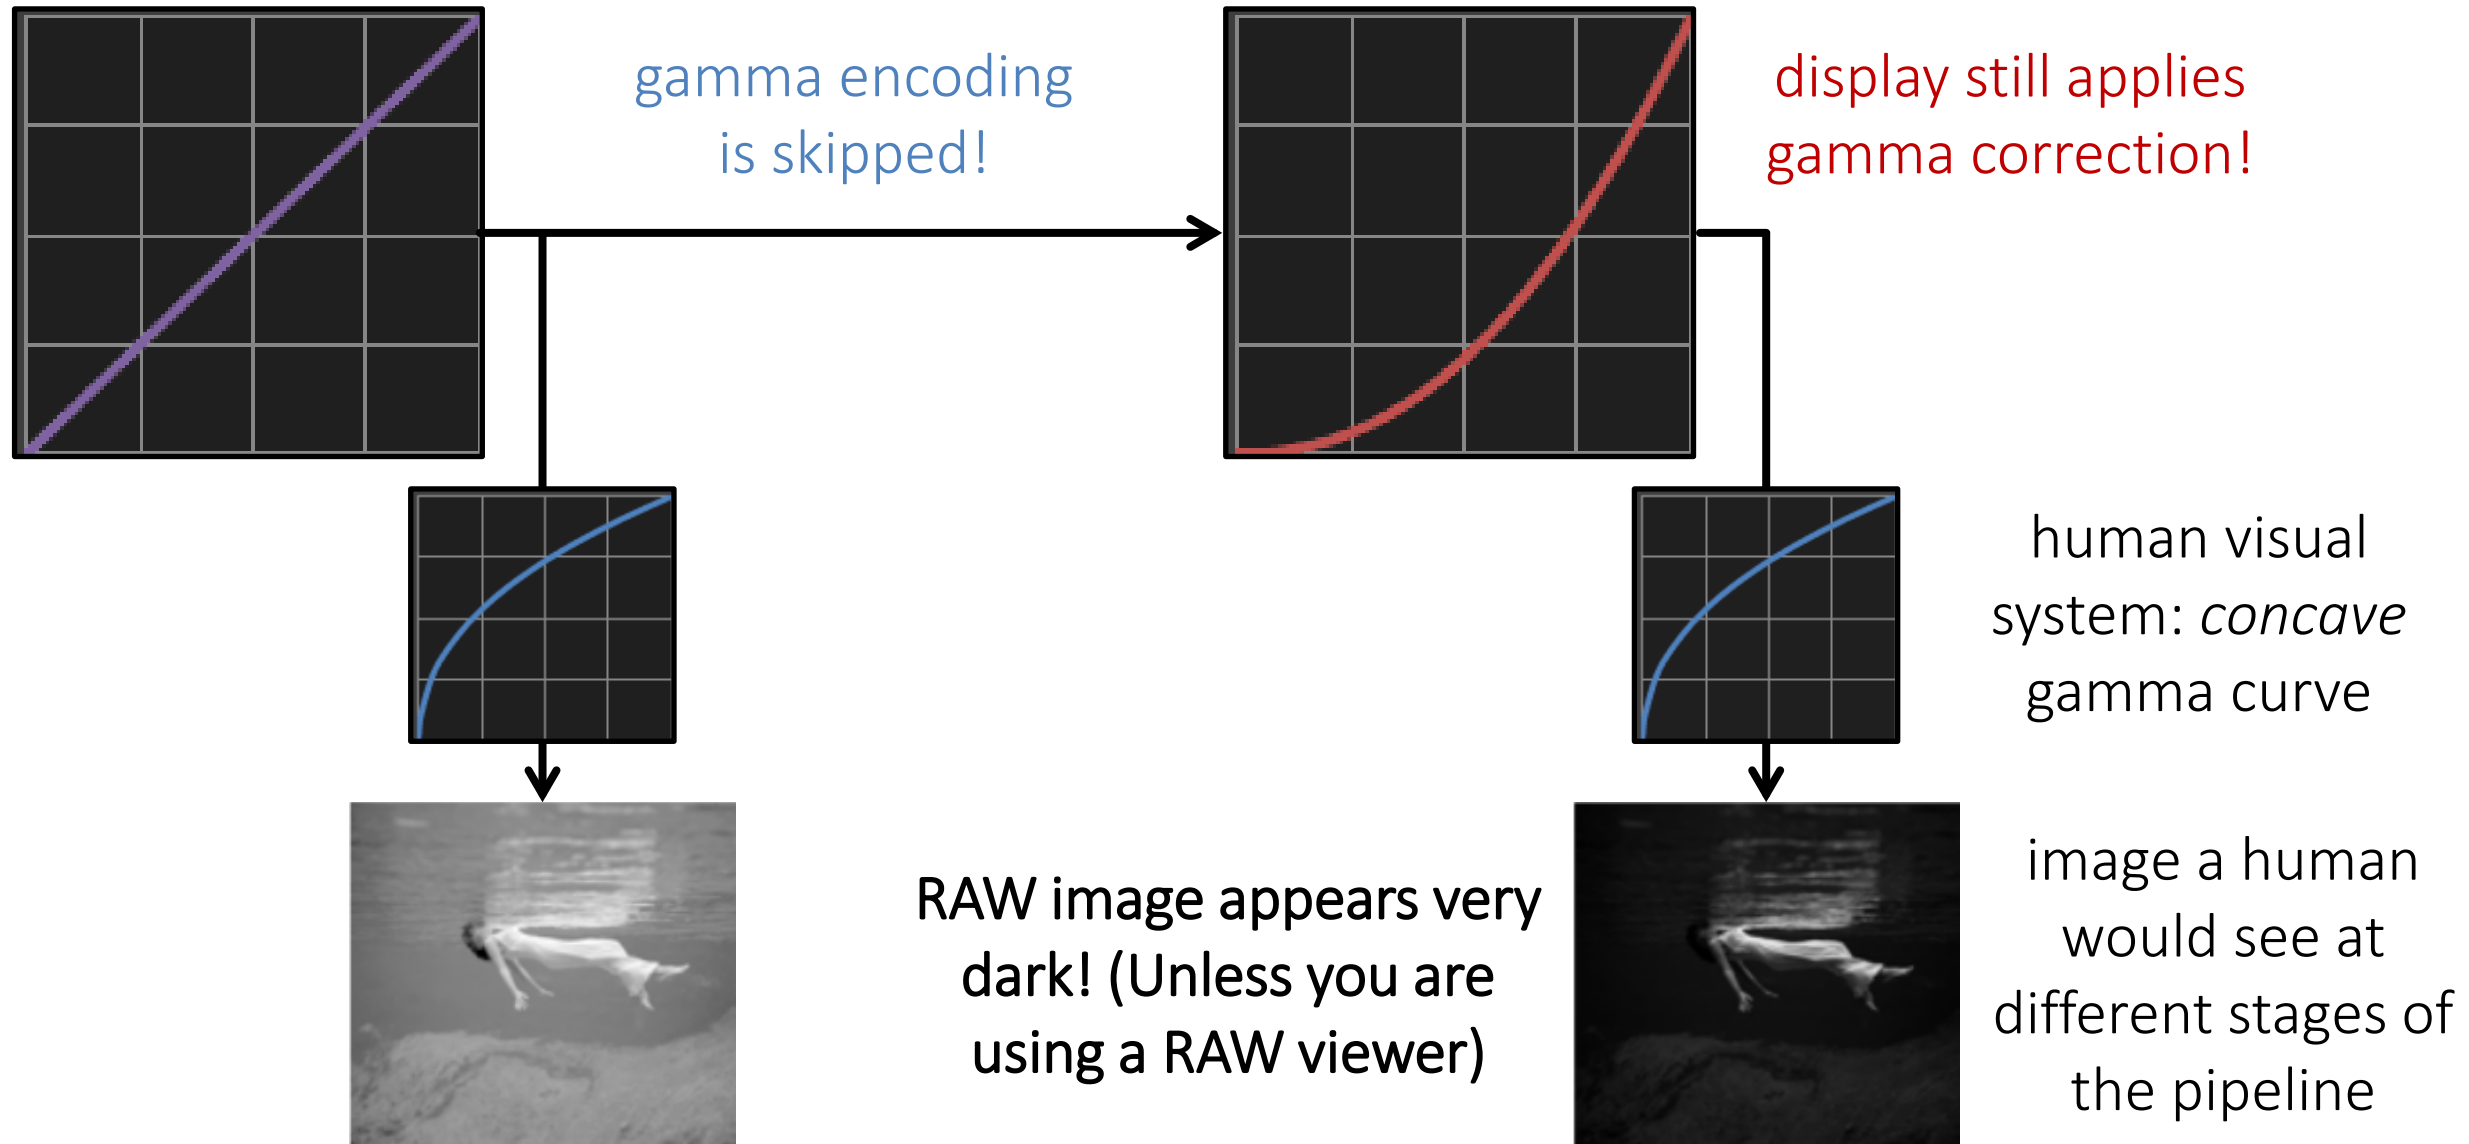 gamma encoding
is skipped!
display still applies
gamma correction!
human visual
system: concave
gamma curve
RAW image appears very
dark! (Unless you are
using a RAW viewer)
image a human
would see at
different stages of
the pipeline